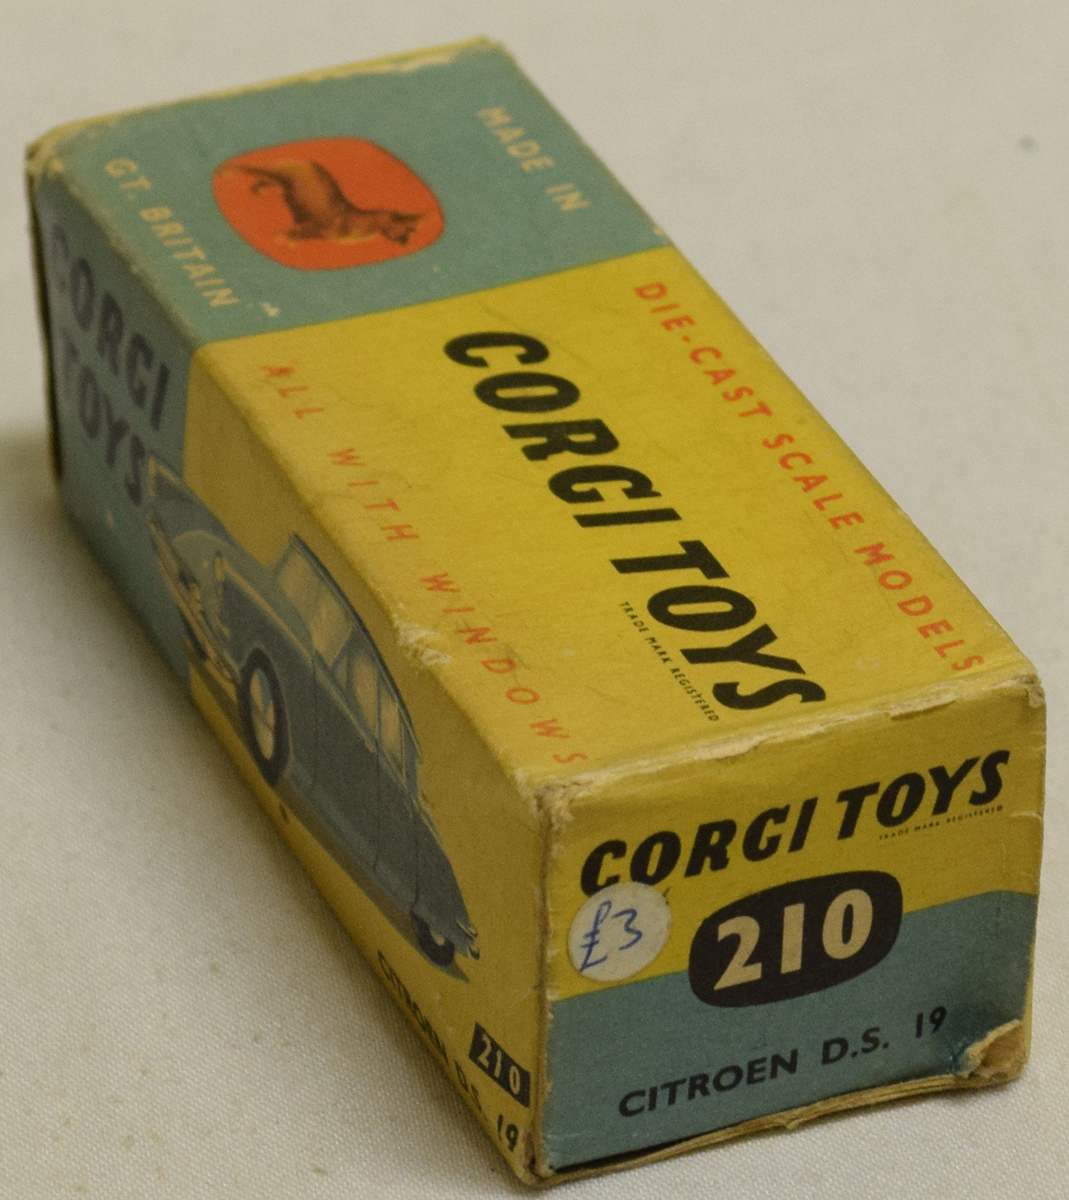 MADE IN
GT. BRITAIN
DIE-CAST SCALE MODELS
CORGI TOYS
TRADE MARK REGISTERED
ALL WITH WINDOWS
CORGI
TOYS
210
CITROEN D.S. 19
CORGI TOYS
TRADE MARK REGISTERED
£3
210
CITROEN D.S. 19